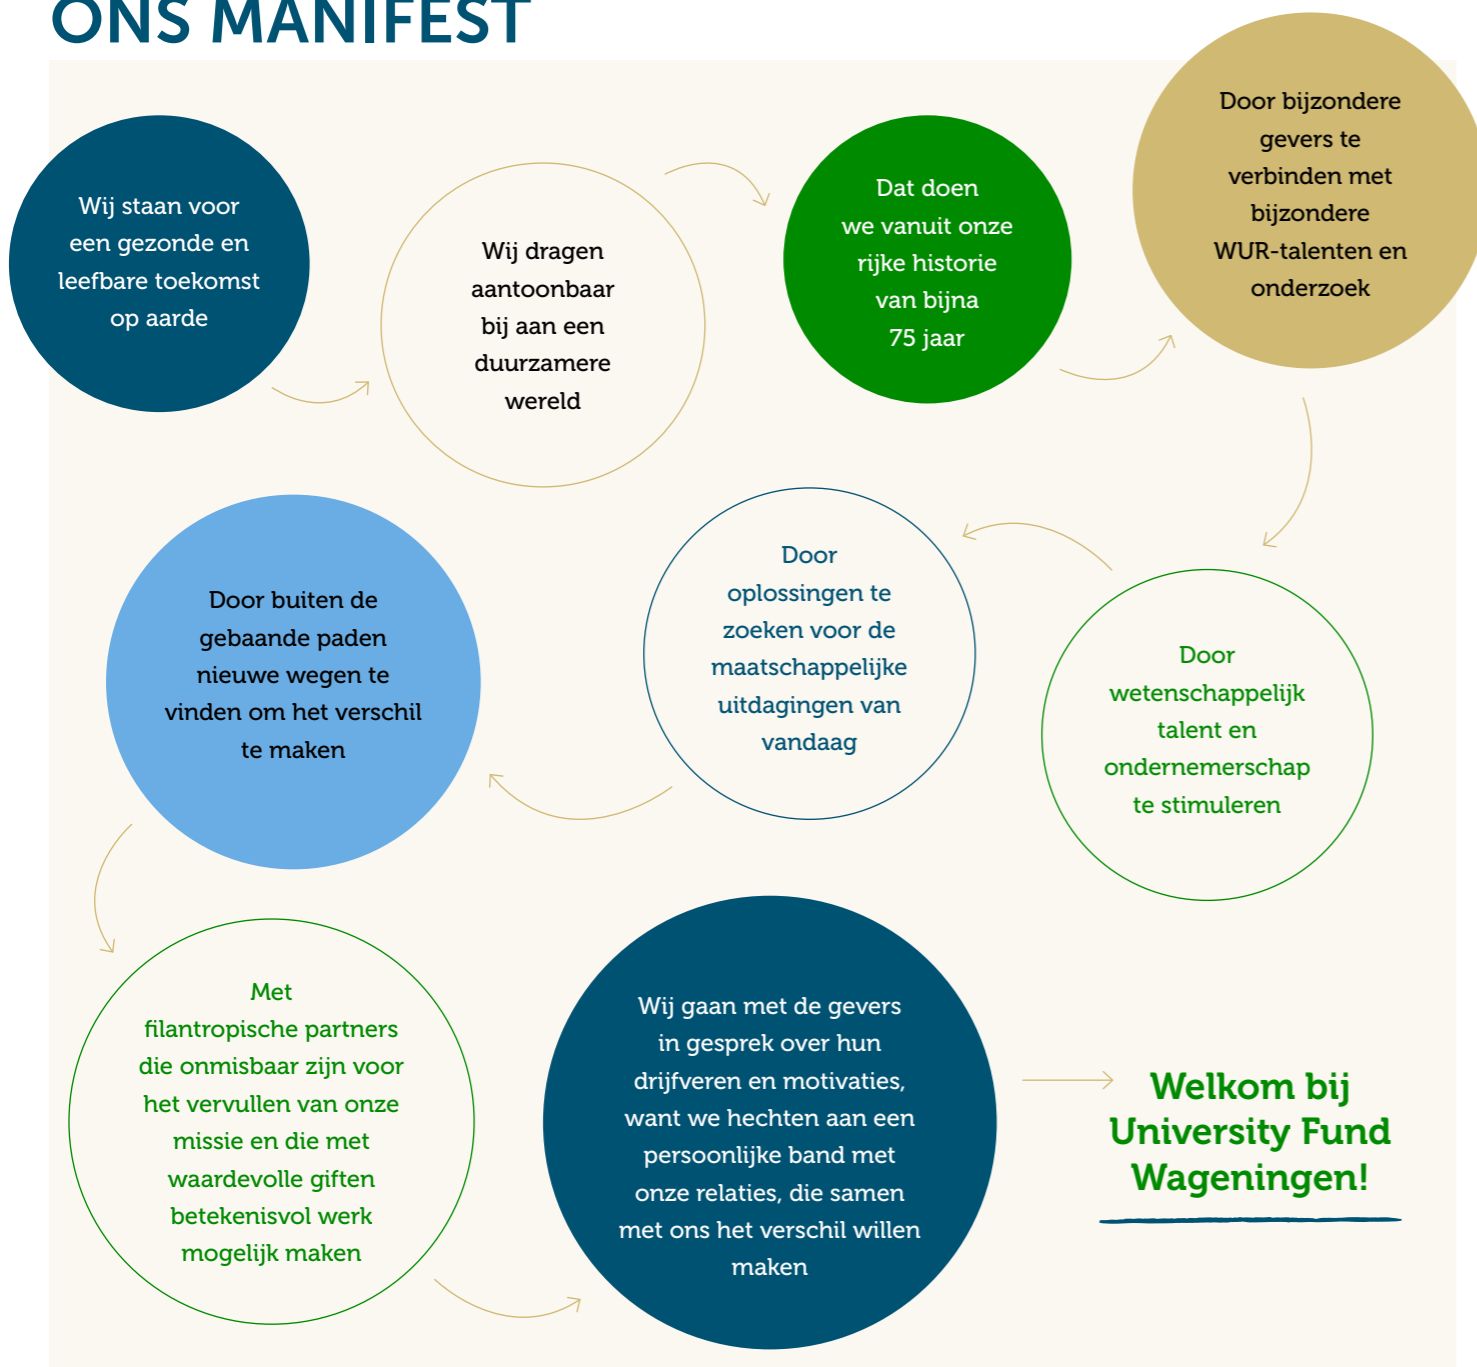 ONS MANIFEST
Wij staan voor
een gezonde en
leefbare toekomst
op aarde
Wij dragen
aantoonbaar
bij aan een
duurzamere
wereld
Dat doen
we vanuit onze
rijke historie
van bijna
75 jaar
Door bijzondere
gevers te
verbinden met
bijzondere
WUR-talenten en
onderzoek
Door
wetenschappelijk
talent en
ondernemerschap
te stimuleren
Door
oplossingen te
zoeken voor de
maatschappelijke
uitdagingen van
vandaag
Door buiten de
gebaande paden
nieuwe wegen te
vinden om het verschil
te maken
Met
filantropische partners
die onmisbaar zijn voor
het vervullen van onze
missie en die met
waardevolle giften
betekenisvol werk
mogelijk maken
Wij gaan met de gevers
in gesprek over hun
drijfveren en motivaties,
want we hechten aan een
persoonlijke band met
onze relaties, die samen
met ons het verschil willen
maken
Welkom bij
University Fund
Wageningen!